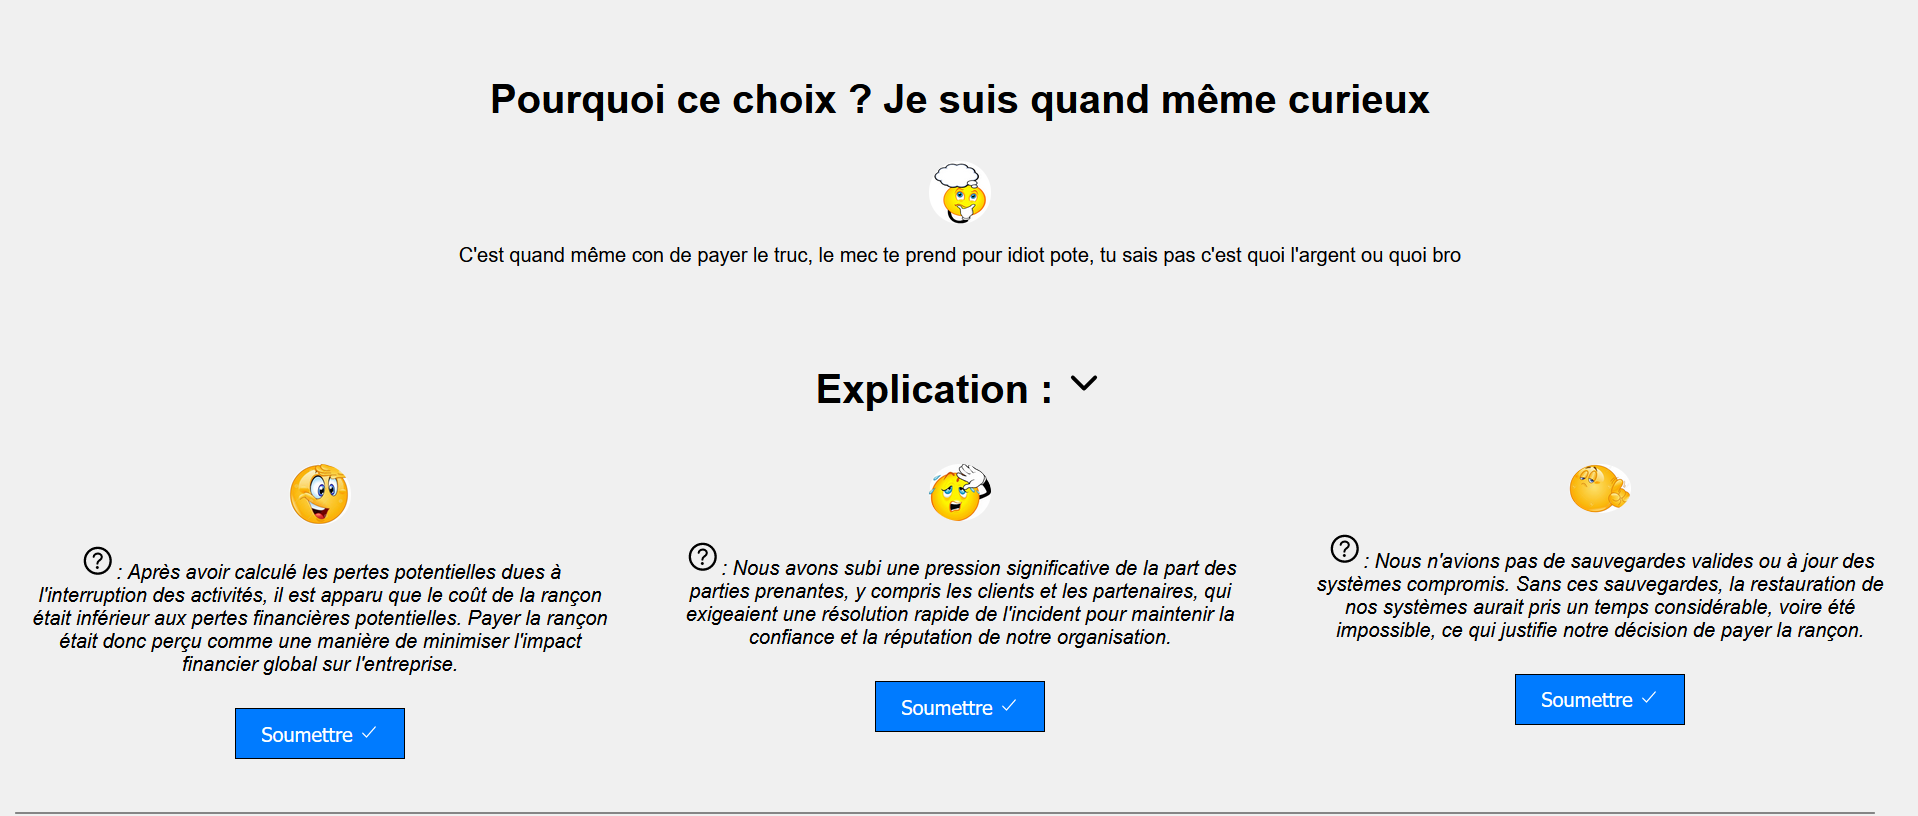 Pourquoi ce choix ? Je suis quand même curieux
C'est quand même con de payer le truc, le mec te prend pour idiot pote, tu sais pas c'est quoi l'argent ou quoi bro
Explication :
: Après avoir calculé les pertes potentielles dues à
l'interruption des activités, il est apparu que le coût de la rançon
était inférieur aux pertes financières potentielles. Payer la rançon
était donc perçu comme une manière de minimiser l'impact
financier global sur l'entreprise.
Soumettre
: Nous avons subi une pression significative de la part des
parties prenantes, y compris les clients et les partenaires, qui
exigeaient une résolution rapide de l'incident pour maintenir la
confiance et la réputation de notre organisation.
Soumettre
: Nous n'avions pas de sauvegardes valides ou à jour des
systèmes compromis. Sans ces sauvegardes, la restauration de
nos systèmes aurait pris un temps considérable, voire été
impossible, ce qui justifie notre décision de payer la rançon.
Soumettre